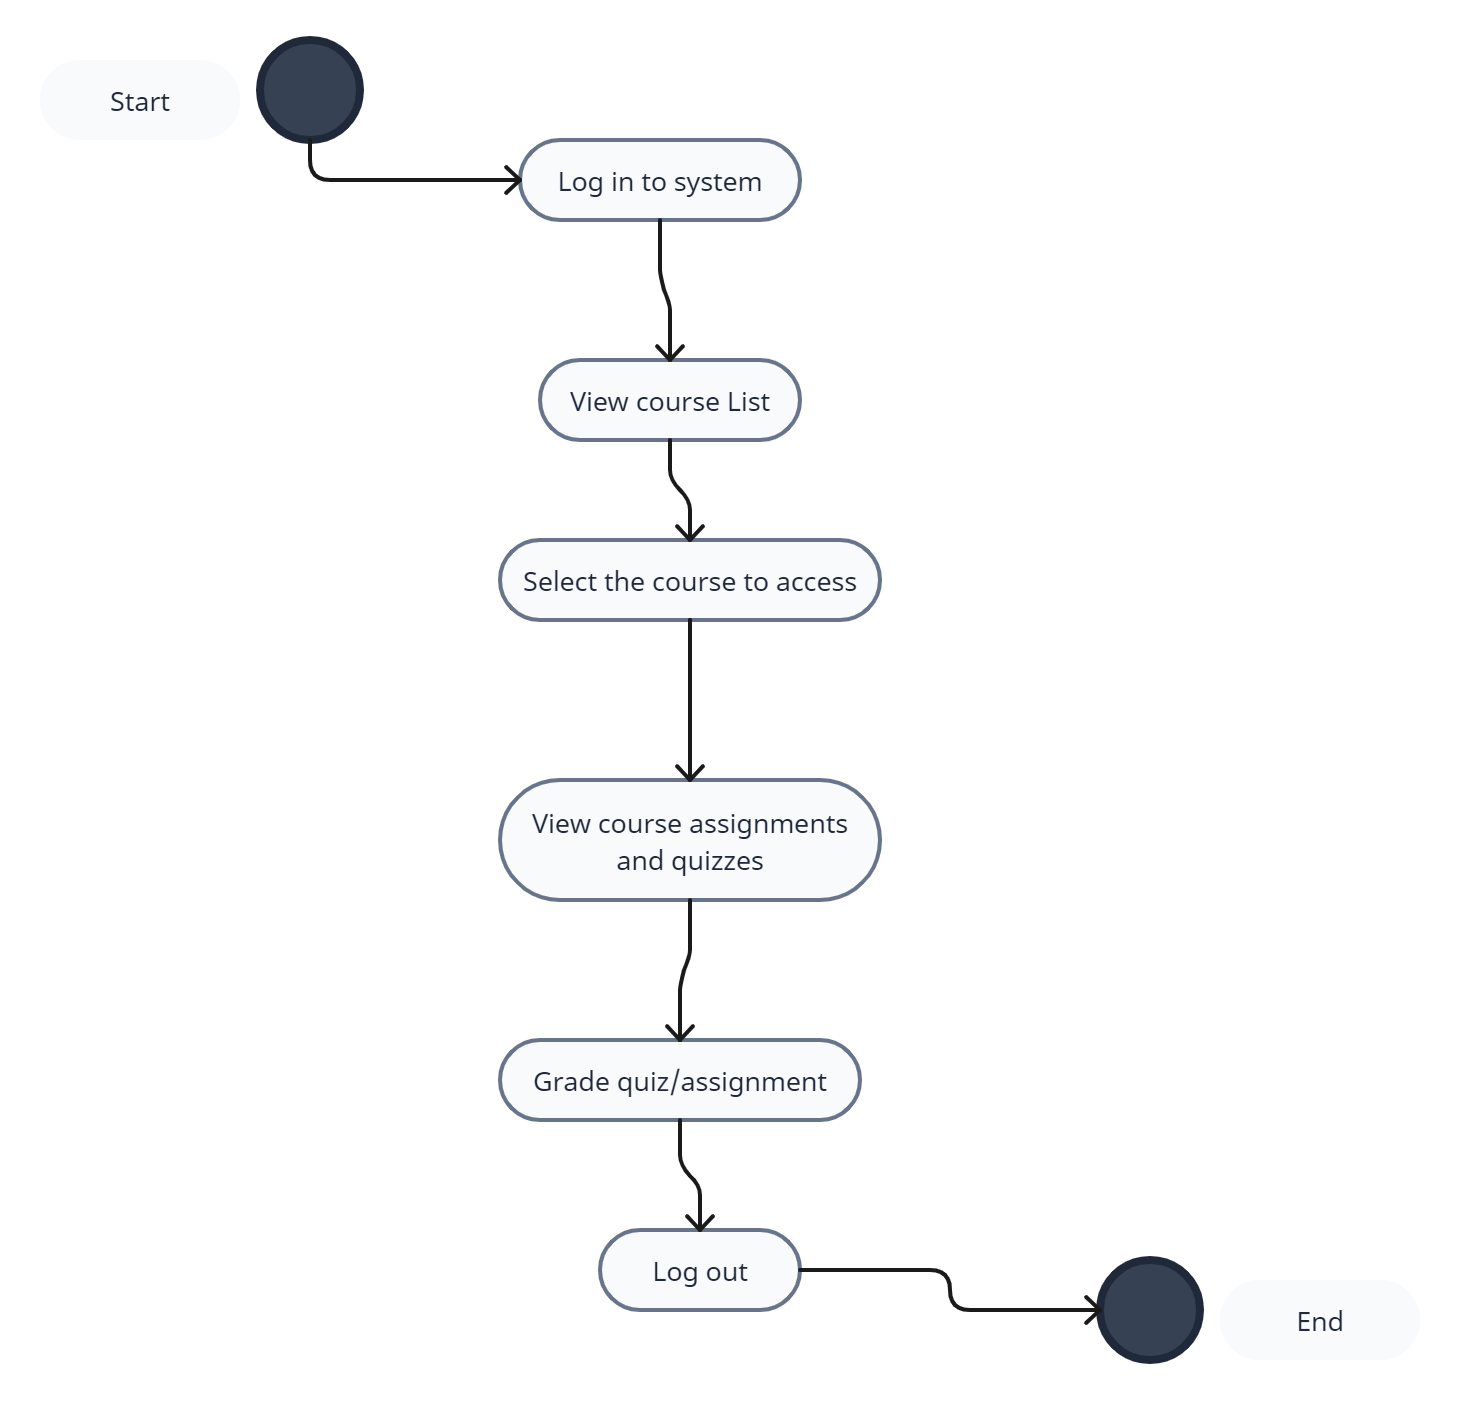 Start
Log in to system
View course List
Select the course to access
View course assignments
and quizzes
Grade quiz/assignment
Log out
End